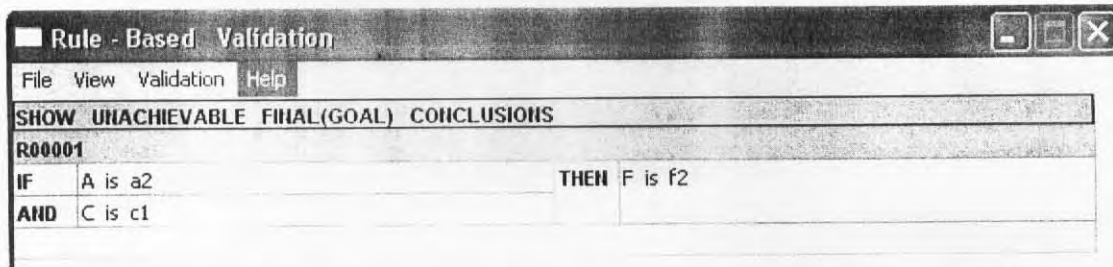 Rule - Based Validation
File View Validation Help
SHOW UNACHIEVABLE FINAL(GOAL) CONCLUSIONS
R00001
IF A is a2 THEN F is f2
AND C is c1